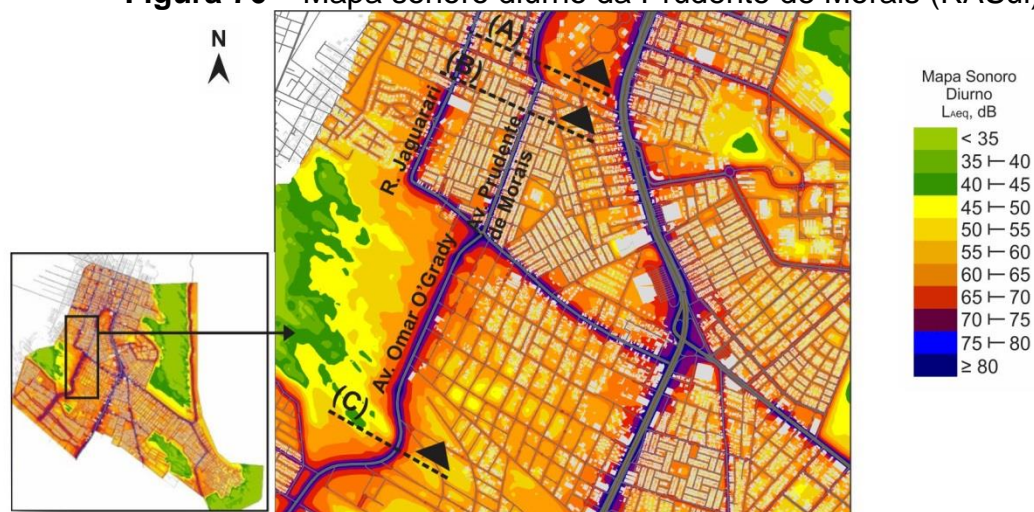 Mapa sonoro diurno da Prudente de Morais (RASul)
N
(A)
(B)
R. Jaguarari
Av. Prudente
de Morais
Av. Omar O'Grady
(C)
Mapa Sonoro
Diurno
LAeq, dB
< 35
35 ⊢ 40
40 ⊢ 45
45 ⊢ 50
50 ⊢ 55
55 ⊢ 60
60 ⊢ 65
65 ⊢ 70
70 ⊢ 75
75 ⊢ 80
≥ 80